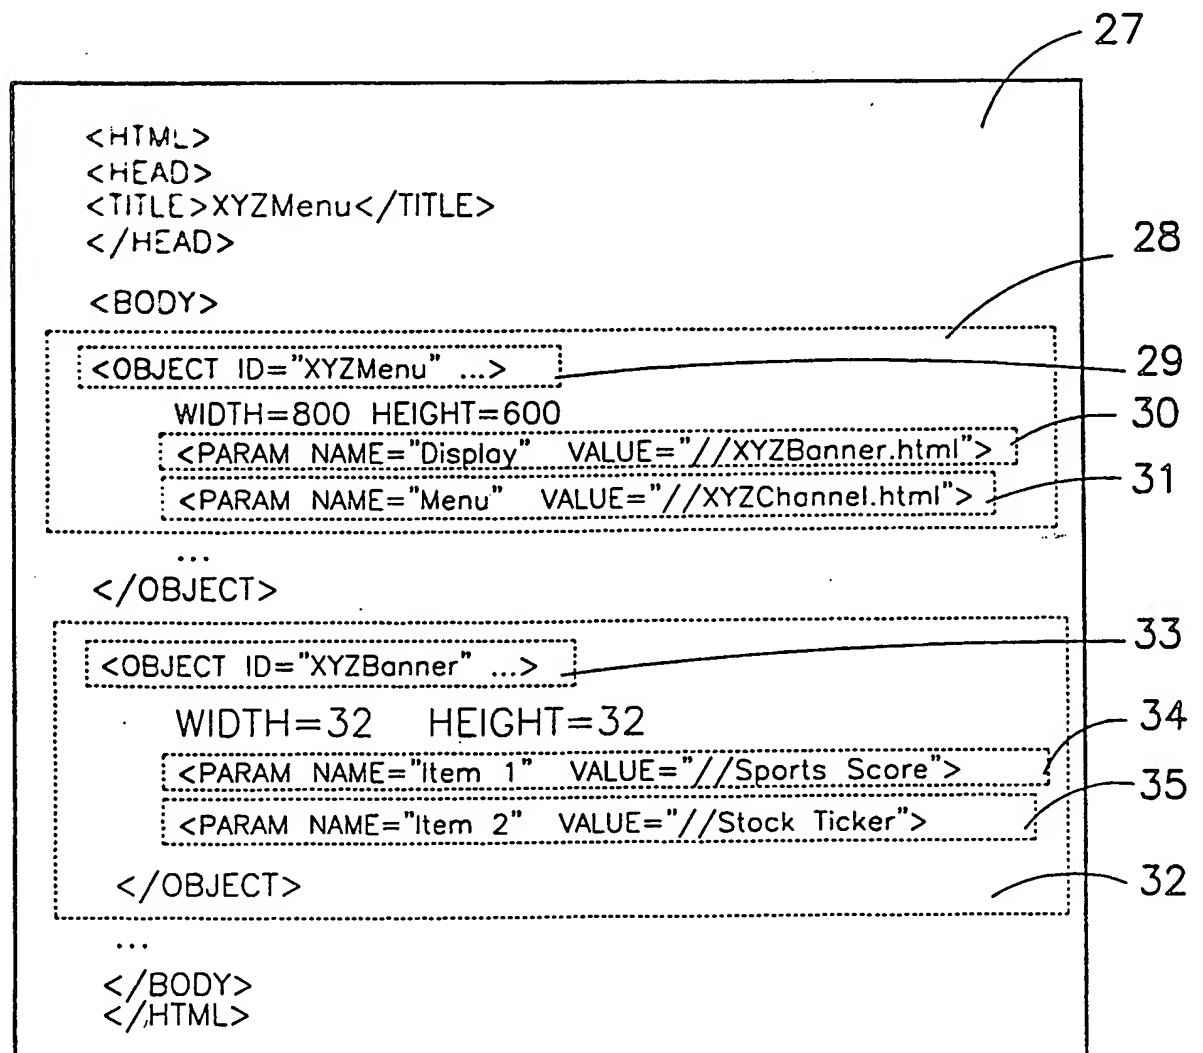 27
<HTML>
<HEAD>
<TITLE>XYZMenu</TITLE>
</HEAD>
28
<BODY>
<OBJECT ID="XYZMenu" ...>
29
WIDTH=800 HEIGHT=600
30
<PARAM NAME="Display" VALUE="//XYZBanner.html">
31
<PARAM NAME="Menu" VALUE="//XYZChannel.html">
...
</OBJECT>
33
<OBJECT ID="XYZBanner" ...>
WIDTH=32 HEIGHT=32
34
<PARAM NAME="Item 1" VALUE="//Sports Score">
35
<PARAM NAME="Item 2" VALUE="//Stock Ticker">
</OBJECT>
32
...
</BODY>
</HTML>